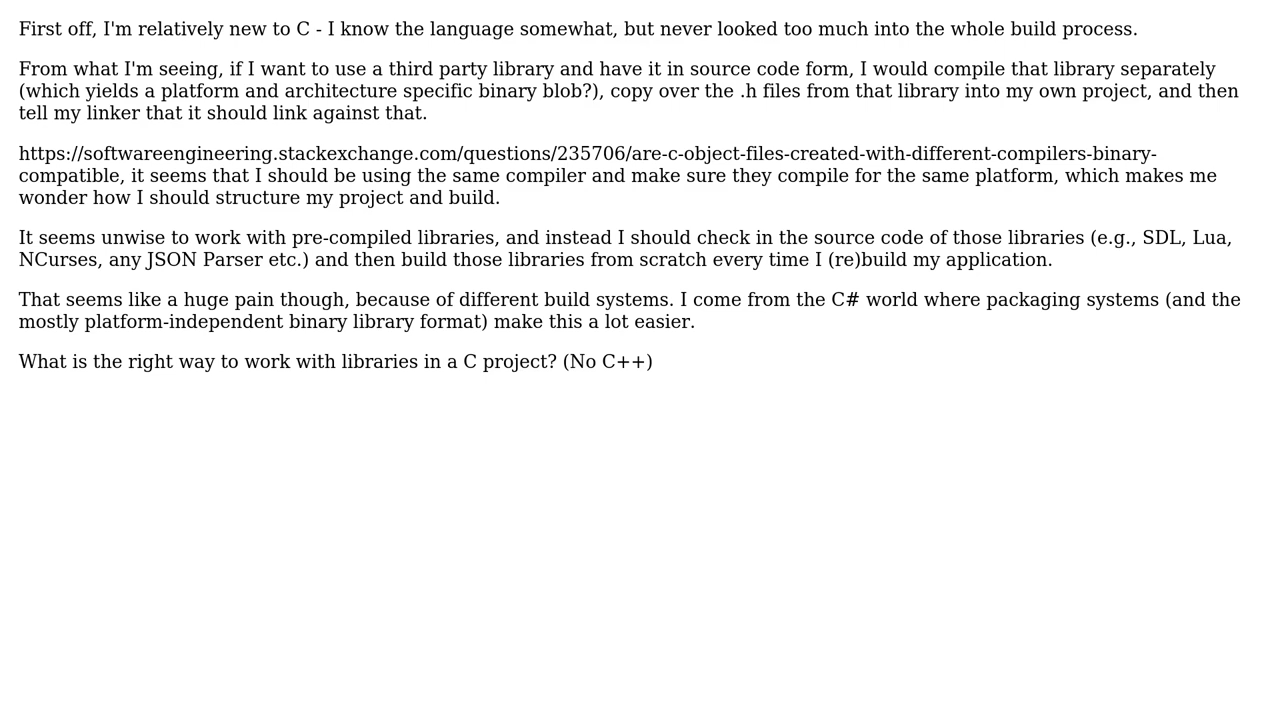 First off, I'm relatively new to C - I know the language somewhat, but never looked too much into the whole build process.
From what I'm seeing, if I want to use a third party library and have it in source code form, I would compile that library separately
(which yields a platform and architecture specific binary blob?), copy over the .h files from that library into my own project, and then
tell my linker that it should link against that.
https://softwareengineering.stackexchange.com/questions/235706/are-c-object-files-created-with-different-compilers-binary-
compatible, it seems that I should be using the same compiler and make sure they compile for the same platform, which makes me
wonder how I should structure my project and build.
It seems unwise to work with pre-compiled libraries, and instead I should check in the source code of those libraries (e.g., SDL, Lua,
NCurses, any JSON Parser etc.) and then build those libraries from scratch every time I (re)build my application.
That seems like a huge pain though, because of different build systems. I come from the C# world where packaging systems (and the
mostly platform-independent binary library format) make this a lot easier.
What is the right way to work with libraries in a C project? (No C++)